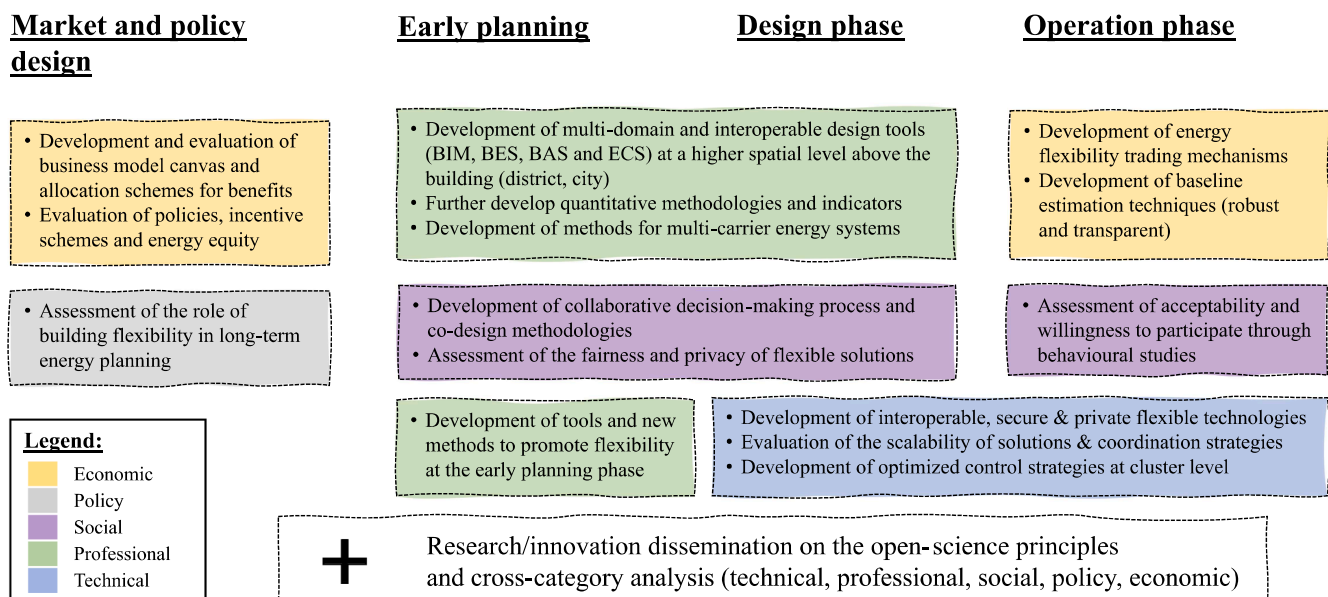 Market and policy
design
Early planning
Design phase
Operation phase
• Development and evaluation of
business model canvas and
allocation schemes for benefits
• Evaluation of policies, incentive
schemes and energy equity
• Development of multi-domain and interoperable design tools
(BIM, BES, BAS and ECS) at a higher spatial level above the
building (district, city)
• Further develop quantitative methodologies and indicators
• Development of methods for multi-carrier energy systems
• Development of energy
flexibility trading mechanisms
• Development of baseline
estimation techniques (robust
and transparent)
• Assessment of the role of
building flexibility in long-term
energy planning
• Development of collaborative decision-making process and
co-design methodologies
• Assessment of the fairness and privacy of flexible solutions
• Assessment of acceptability and
willingness to participate through
behavioural studies
• Development of tools and new
methods to promote flexibility
at the early planning phase
• Development of interoperable, secure & private flexible technologies
• Evaluation of the scalability of solutions & coordination strategies
• Development of optimized control strategies at cluster level
Legend:
Economic
Policy
Social
Professional
Technical
+
Research/innovation dissemination on the open-science principles
and cross-category analysis (technical, professional, social, policy, economic)